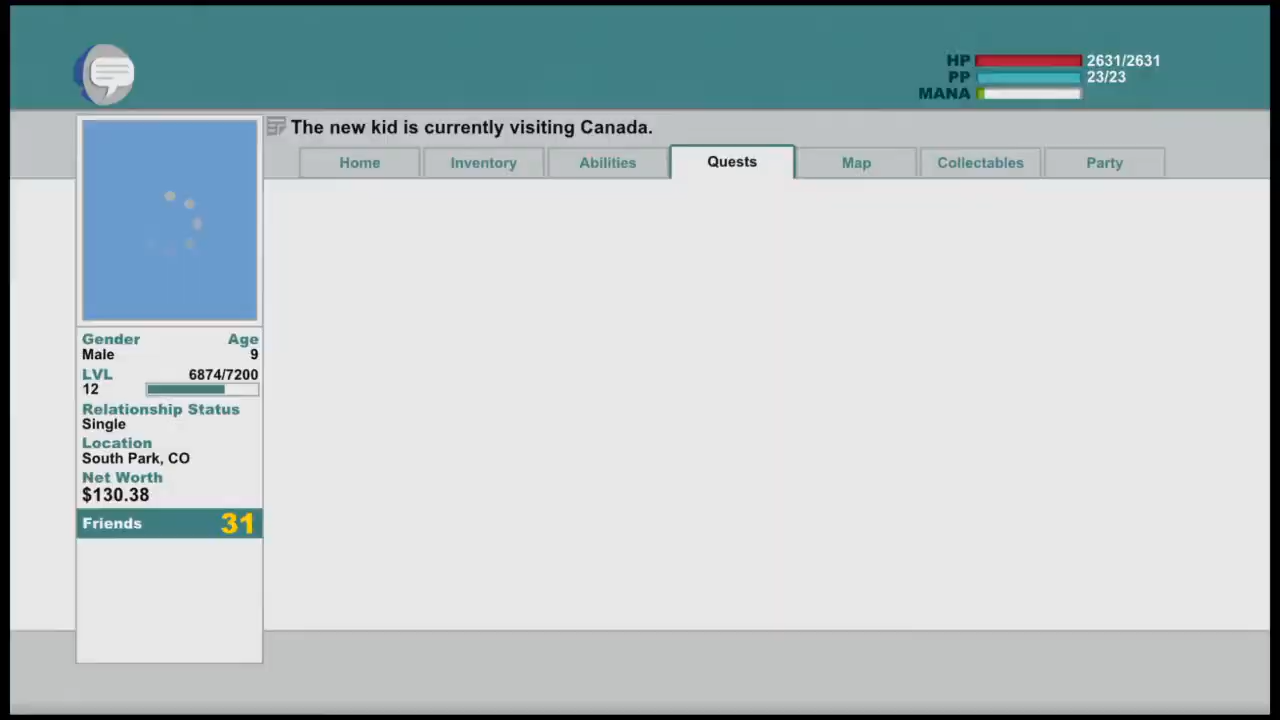 HP 2631/2631
PP 23/23
MANA
The new kid is currently visiting Canada.
Home Inventory Abilities Quests Map Collectables Party
Gender Age
Male 9
LVL 6874/7200
12
Relationship Status
Single
Location
South Park, CO
Net Worth
$130.38
Friends 31